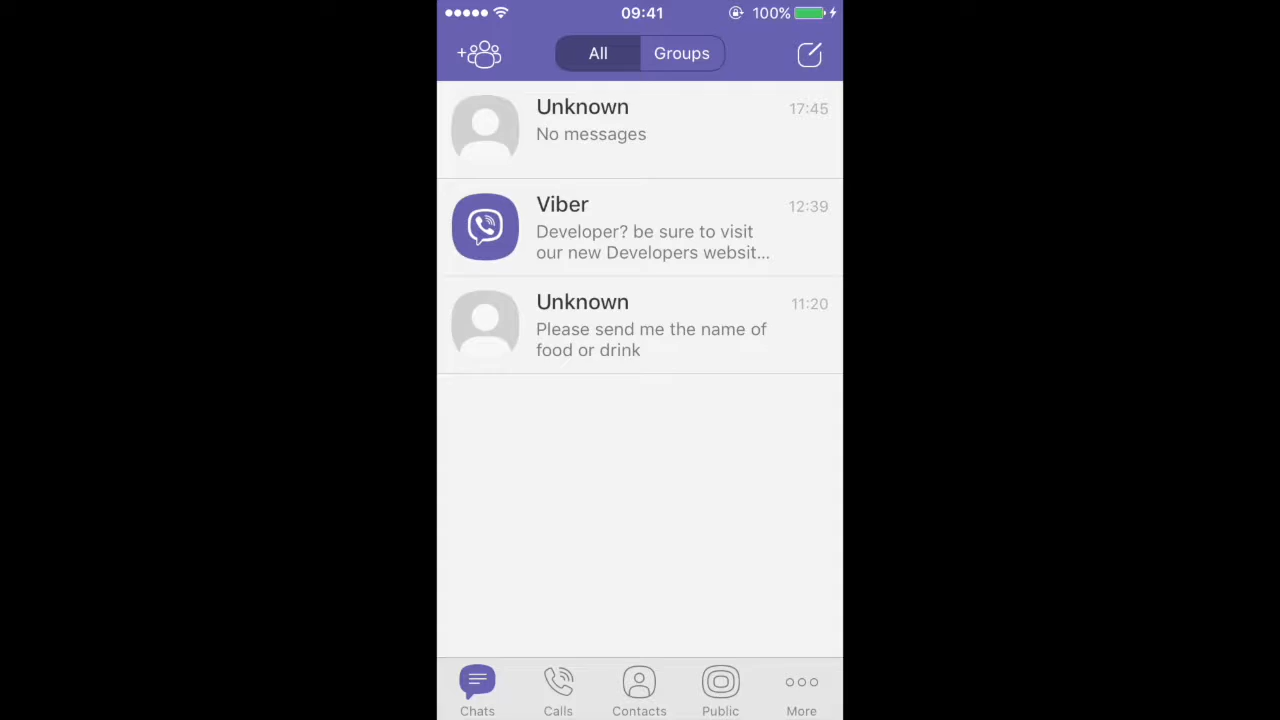 09:41
100%
All
Groups
Unknown
17:45
No messages
Viber
12:39
Developer? be sure to visit
our new Developers websit...
Unknown
11:20
Please send me the name of
food or drink
Chats
Calls
Contacts
Public
More